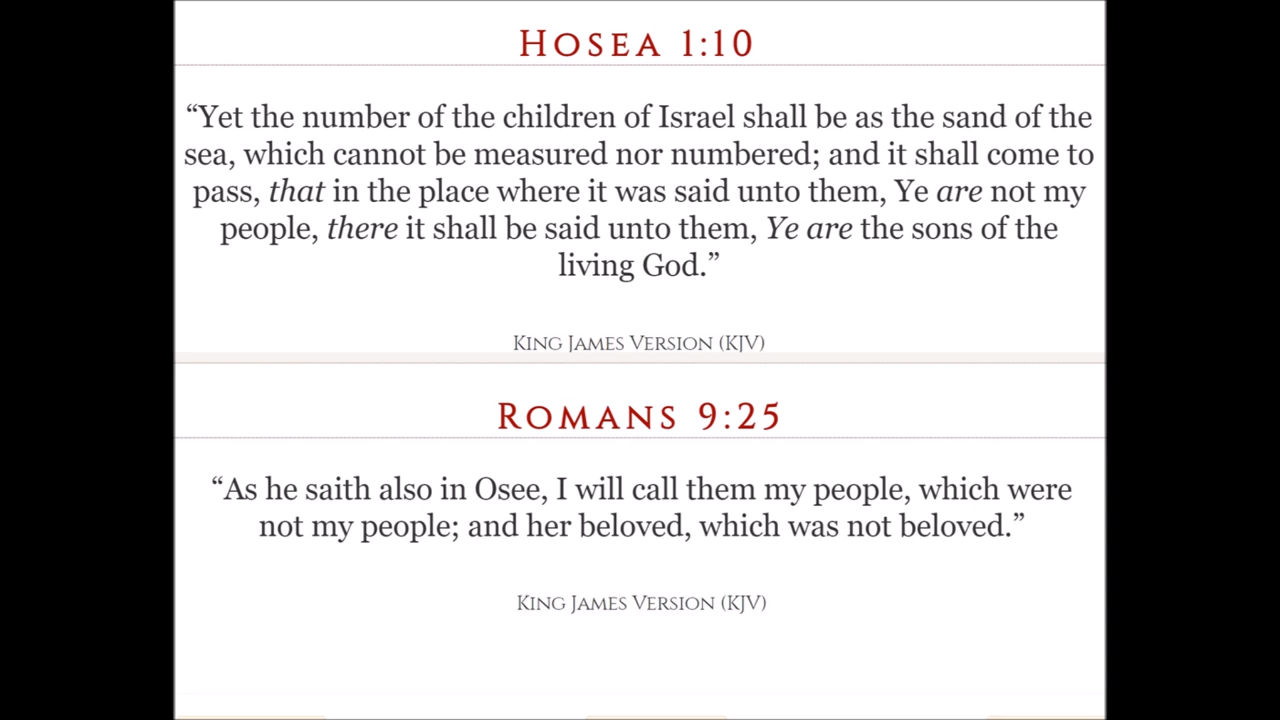 Hosea 1:10
“Yet the number of the children of Israel shall be as the sand of the
sea, which cannot be measured nor numbered; and it shall come to
pass, that in the place where it was said unto them, Ye are not my
people, there it shall be said unto them, Ye are the sons of the
living God.”
King James Version (KJV)
Romans 9:25
“As he saith also in Osee, I will call them my people, which were
not my people; and her beloved, which was not beloved.”
King James Version (KJV)